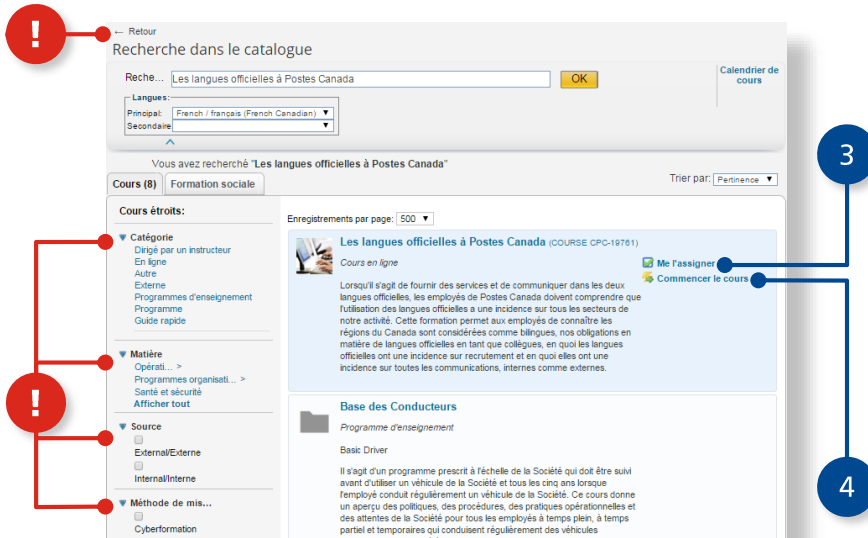 ← Retour
Recherche dans le catalogue
Reche... Les langues officielles à Postes Canada OK
Calendrier de
cours
Langues:
Principal: French / français (French Canadian) ▼
Secondaire ▼
Vous avez recherché "Les langues officielles à Postes Canada"
Cours (8) Formation sociale
Trier par: Pertinence ▼
Cours étroits:
Catégorie
Dirigé par un instructeur
En ligne
Autre
Externe
Programmes d'enseignement
Programme
Guide rapide
Matière
Opérati... >
Programmes organisati... >
Santé et sécurité
Afficher tout
Source
External/Externe
Internal/Interne
Méthode de mis...
Cyberformation
Enregistrements par page: 500 ▼
Les langues officielles à Postes Canada (COURSE CPC-19761)
Cours en ligne
Me l'assigner
Commencer le cours
Lorsqu'il s'agit de fournir des services et de communiquer dans les deux
langues officielles, les employés de Postes Canada doivent comprendre que
l'utilisation des langues officielles a une incidence sur tous les secteurs de
notre activité. Cette formation permet aux employés de connaître les
régions du Canada sont considérées comme bilingues, nos obligations en
matière de langues officielles en tant que collègues, en quoi les langues
officielles ont une incidence sur recrutement et en quoi elles ont une
incidence sur toutes les communications, internes comme externes.
Base des Conducteurs
Programme d'enseignement
Basic Driver
Il s'agit d'un programme prescrit à l'échelle de la Société qui doit être suivi
avant d'utiliser un véhicule de la Société et tous les cinq ans lorsque
l'employé conduit régulièrement un véhicule de la Société. Ce cours donne
un aperçu des politiques, des procédures, des pratiques opérationnelles et
des attentes de la Société pour tous les employés à temps plein, à temps
partiel et temporaires qui conduisent régulièrement des véhicules
!
!
3
4